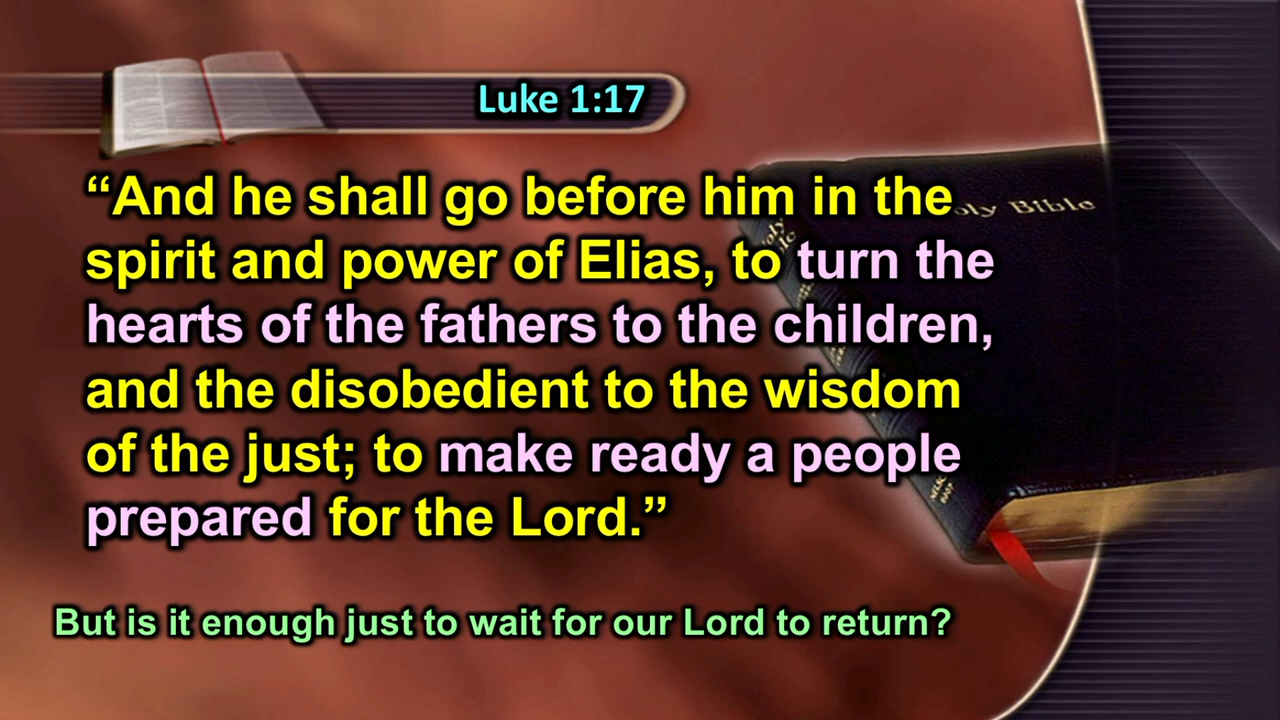 Luke 1:17
“And he shall go before him in the
spirit and power of Elias, to turn the
hearts of the fathers to the children,
and the disobedient to the wisdom
of the just; to make ready a people
prepared for the Lord.”
But is it enough just to wait for our Lord to return?
Bible